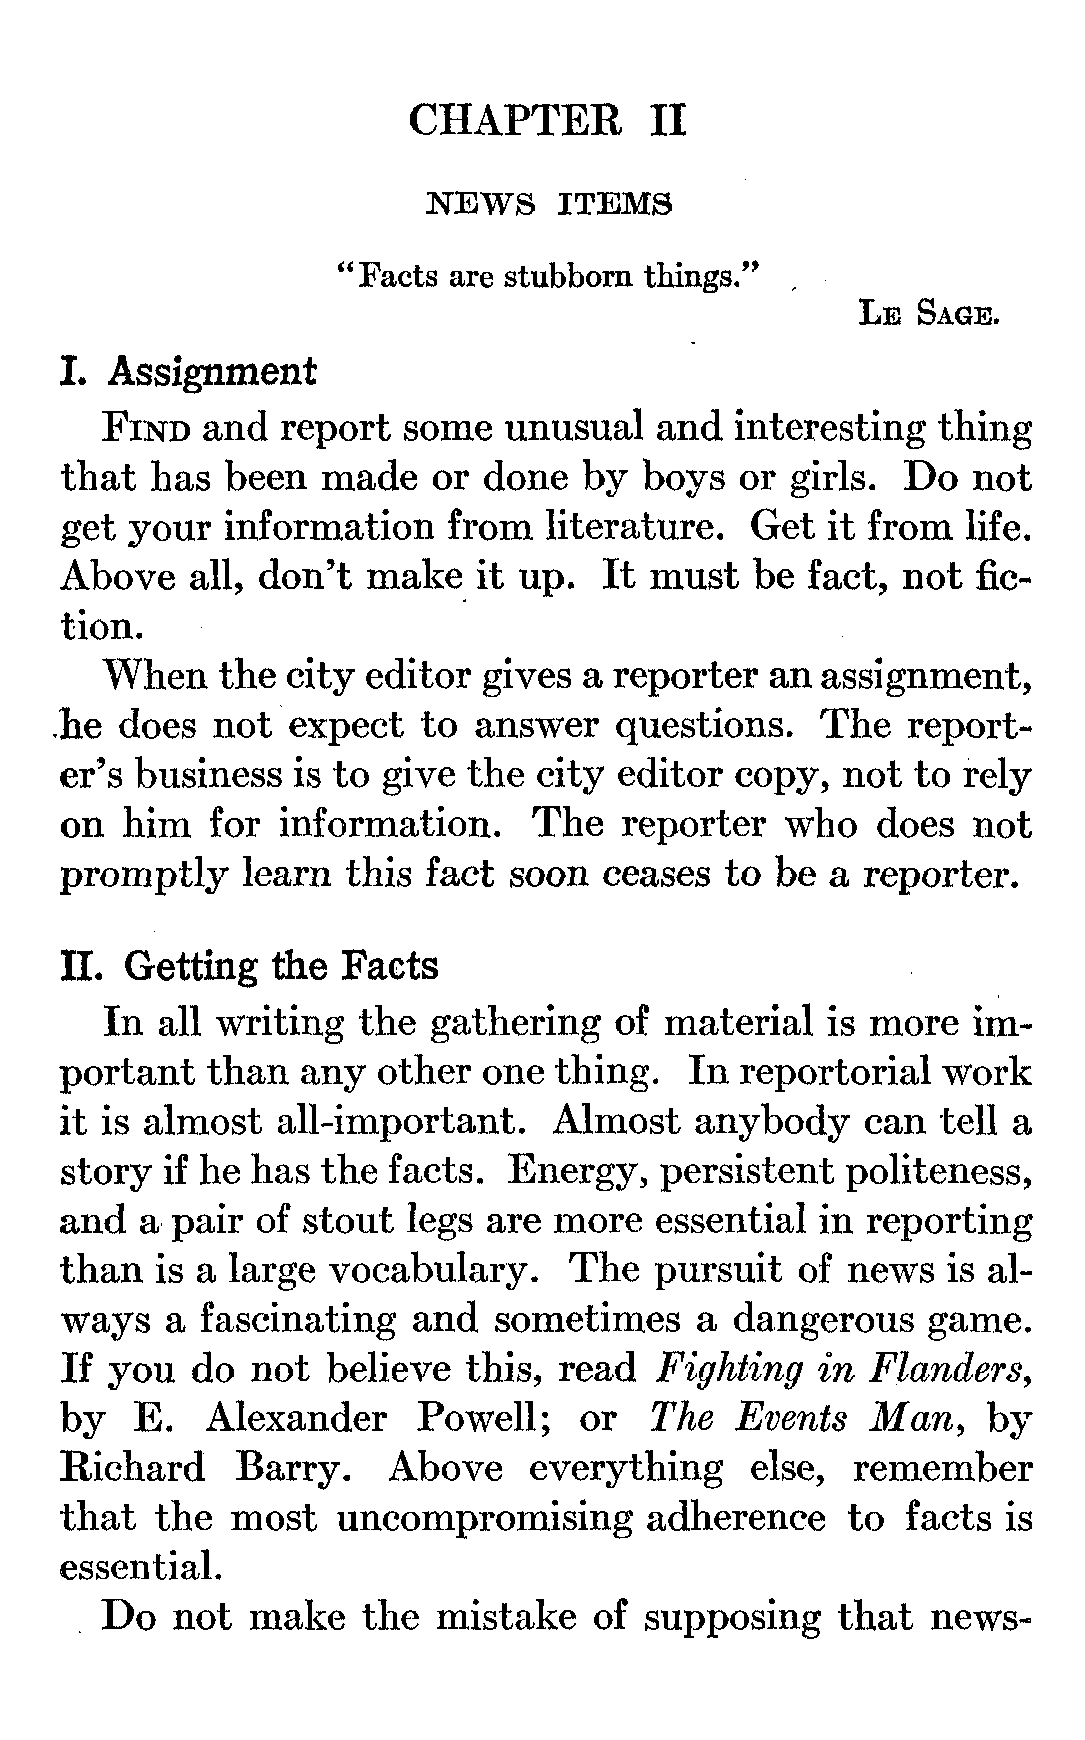 CHAPTER II
NEWS ITEMS
"Facts are stubborn things."
LE SAGE.
I. Assignment
FIND and report some unusual and interesting thing
that has been made or done by boys or girls. Do not
get your information from literature. Get it from life.
Above all, don't make it up. It must be fact, not fic-
tion.
When the city editor gives a reporter an assignment,
he does not expect to answer questions. The report-
er's business is to give the city editor copy, not to rely
on him for information. The reporter who does not
promptly learn this fact soon ceases to be a reporter.
II. Getting the Facts
In all writing the gathering of material is more im-
portant than any other one thing. In reportorial work
it is almost all-important. Almost anybody can tell a
story if he has the facts. Energy, persistent politeness,
and a pair of stout legs are more essential in reporting
than is a large vocabulary. The pursuit of news is al-
ways a fascinating and sometimes a dangerous game.
If you do not believe this, read Fighting in Flanders,
by E. Alexander Powell; or The Events Man, by
Richard Barry. Above everything else, remember
that the most uncompromising adherence to facts is
essential.
Do not make the mistake of supposing that news-